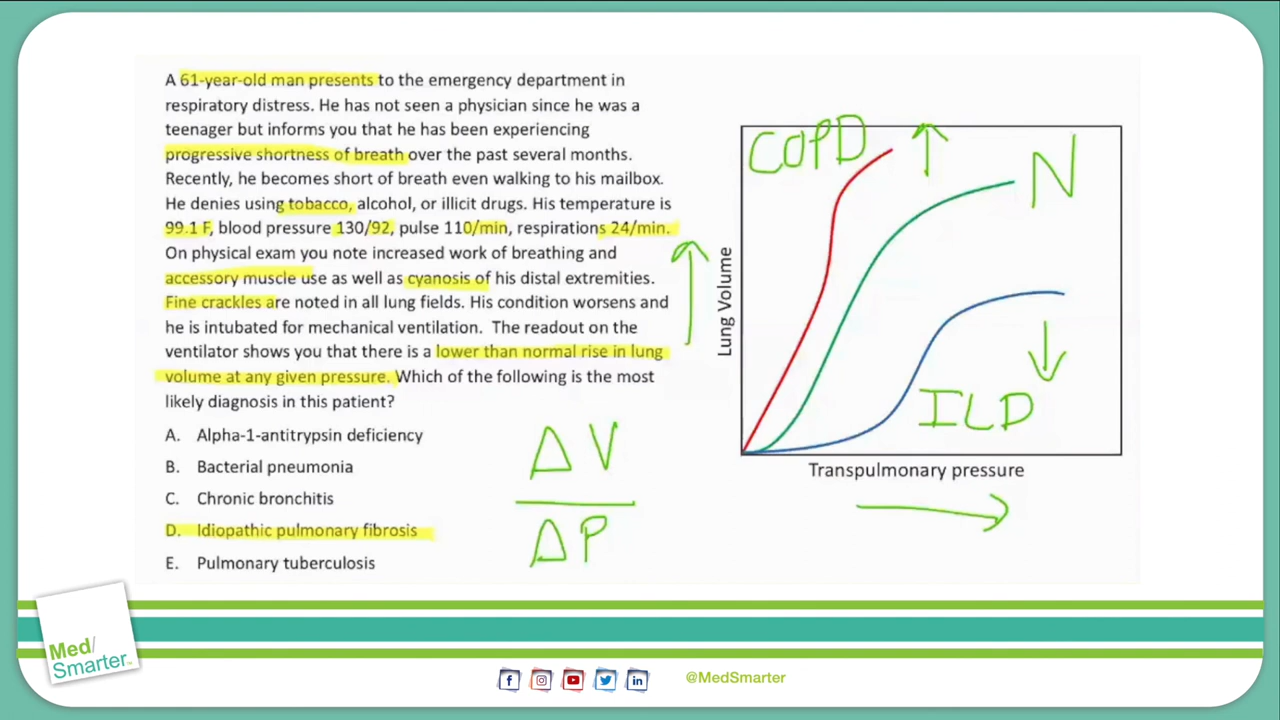 A 61-year-old man presents to the emergency department in
respiratory distress. He has not seen a physician since he was a
teenager but informs you that he has been experiencing
progressive shortness of breath over the past several months.
Recently, he becomes short of breath even walking to his mailbox.
He denies using tobacco, alcohol, or illicit drugs. His temperature is
99.1 F, blood pressure 130/92, pulse 110/min, respirations 24/min.
On physical exam you note increased work of breathing and
accessory muscle use as well as cyanosis of his distal extremities.
Fine crackles are noted in all lung fields. His condition worsens and
he is intubated for mechanical ventilation. The readout on the
ventilator shows you that there is a lower than normal rise in lung
volume at any given pressure. Which of the following is the most
likely diagnosis in this patient?
A. Alpha-1-antitrypsin deficiency
B. Bacterial pneumonia
C. Chronic bronchitis
D. Idiopathic pulmonary fibrosis
E. Pulmonary tuberculosis
Δ V
Δ P
COPD
N
ILD
Lung Volume
Transpulmonary pressure
Med/
Smarter™
@MedSmarter